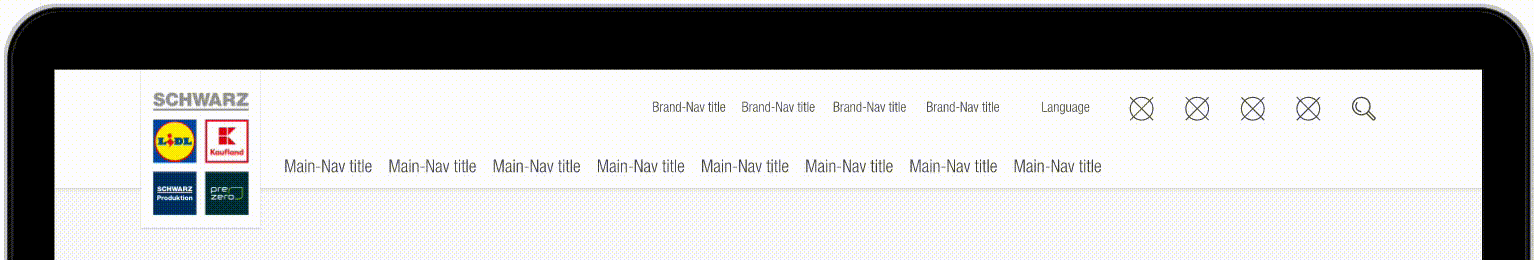 SCHWARZ
LiDL
K
Kaufland
SCHWARZ
Produktion
pre
zero
Brand-Nav title Brand-Nav title Brand-Nav title Brand-Nav title Language
Main-Nav title Main-Nav title Main-Nav title Main-Nav title Main-Nav title Main-Nav title Main-Nav title Main-Nav title